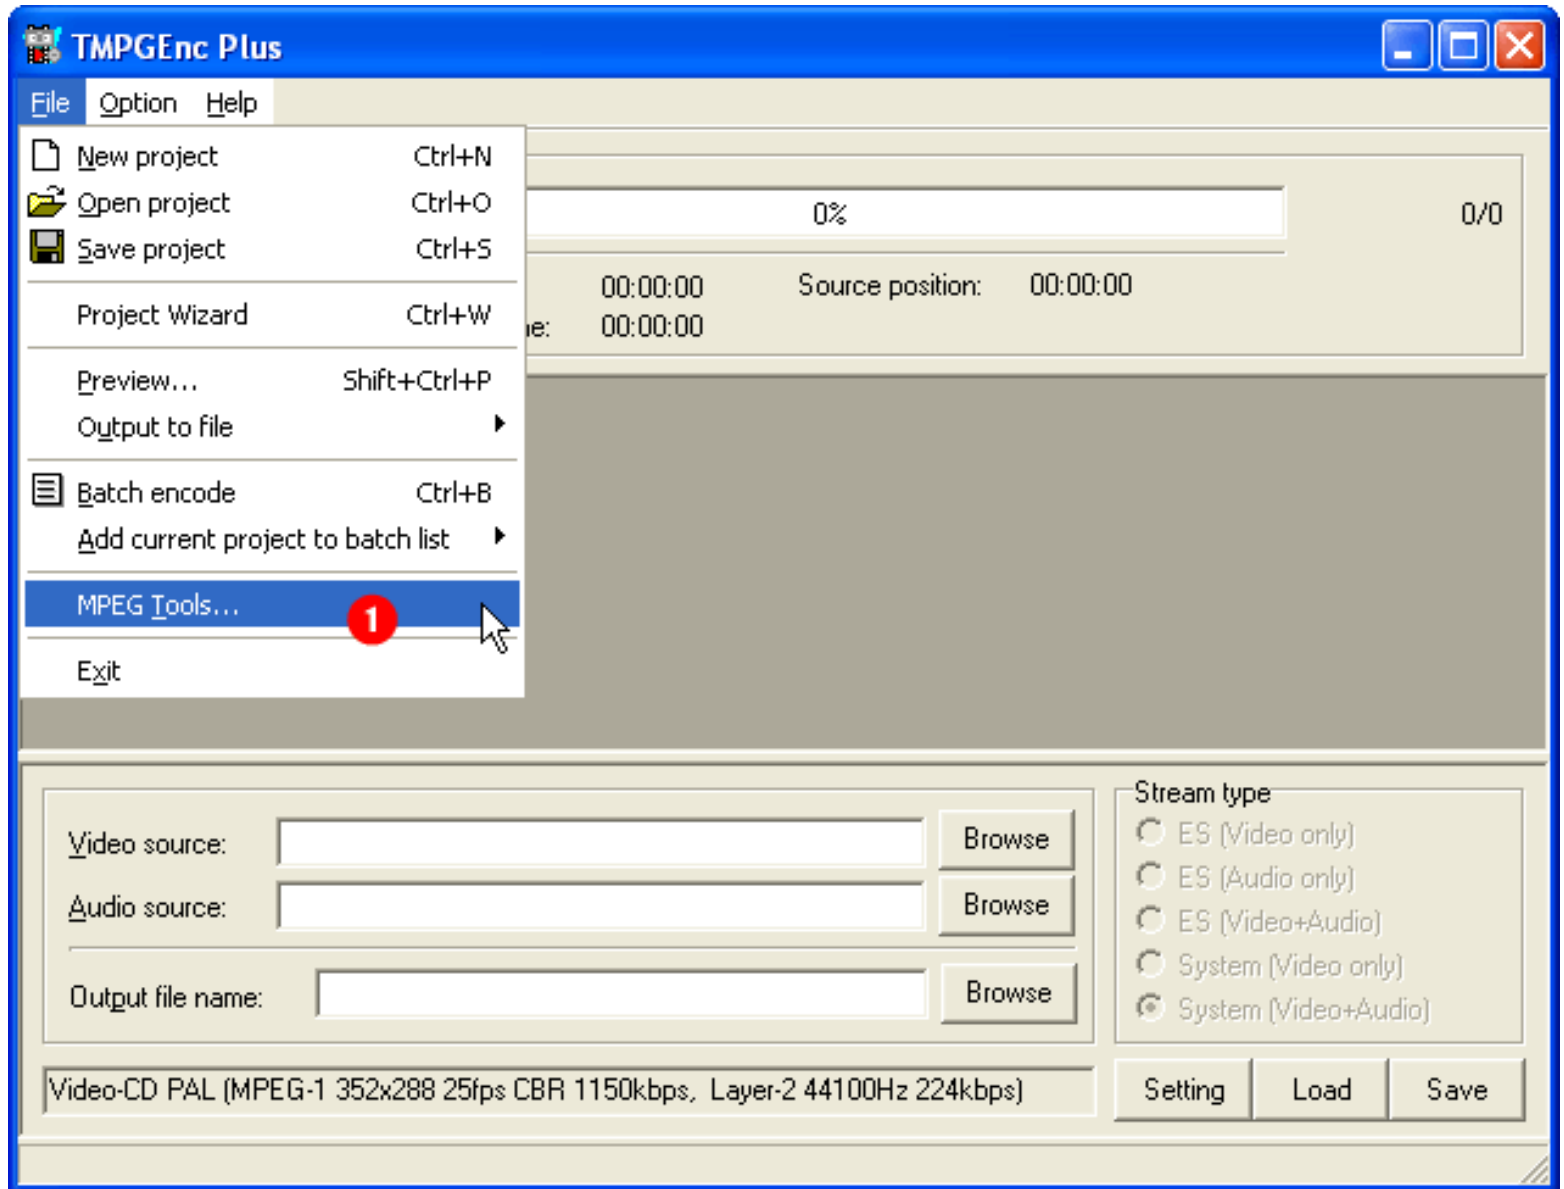 TMPGEnc Plus
File Option Help
New project Ctrl+N
Open project Ctrl+O
Save project Ctrl+S
Project Wizard Ctrl+W
Preview... Shift+Ctrl+P
Output to file
Batch encode Ctrl+B
Add current project to batch list
MPEG Tools... 1
Exit
0% 0/0
00:00:00 Source position: 00:00:00
ne: 00:00:00
Video source: Browse
Audio source: Browse
Output file name: Browse
Stream type
ES (Video only)
ES (Audio only)
ES (Video+Audio)
System (Video only)
System (Video+Audio)
Video-CD PAL (MPEG-1 352x288 25fps CBR 1150kbps, Layer-2 44100Hz 224kbps)
Setting Load Save